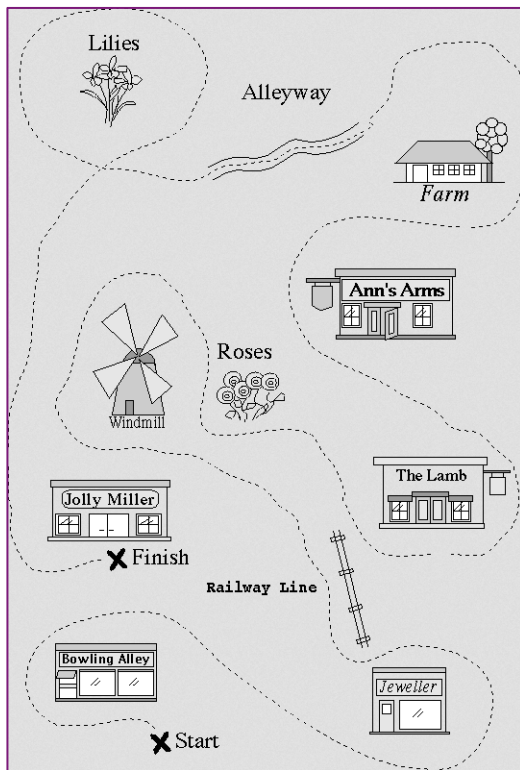 Lilies
Alleyway
Farm
Ann's Arms
Roses
Windmill
The Lamb
Jolly Miller
Finish
Railway Line
Bowling Alley
Jeweller
Start